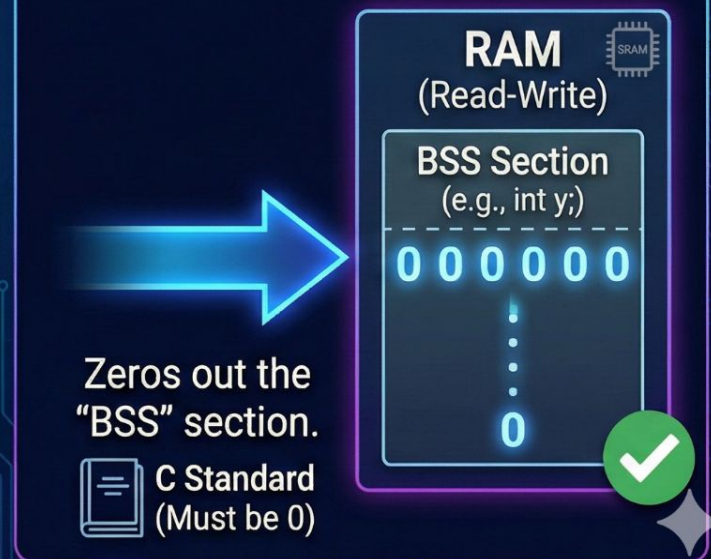 RAM
SRAM
(Read-Write)
BSS Section
(e.g., int y;)
0 0 0 0 0 0
0
Zeros out the
“BSS” section.
C Standard
(Must be 0)